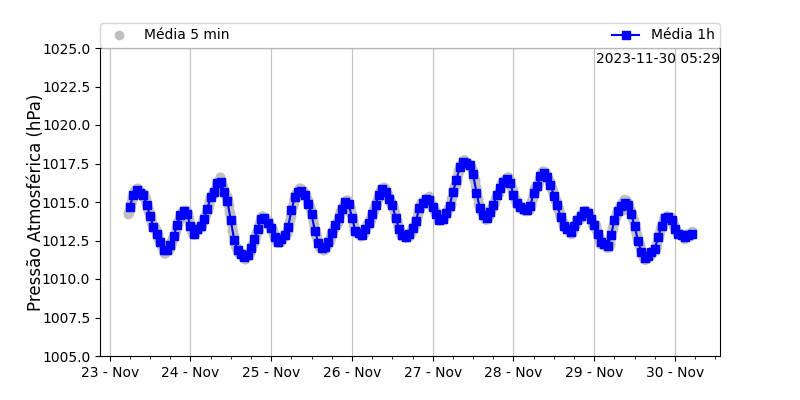 Média 5 min
Média 1h
2023-11-30 05:29
Pressão Atmosférica (hPa)
1025.0
1022.5
1020.0
1017.5
1015.0
1012.5
1010.0
1007.5
1005.0
23 - Nov
24 - Nov
25 - Nov
26 - Nov
27 - Nov
28 - Nov
29 - Nov
30 - Nov